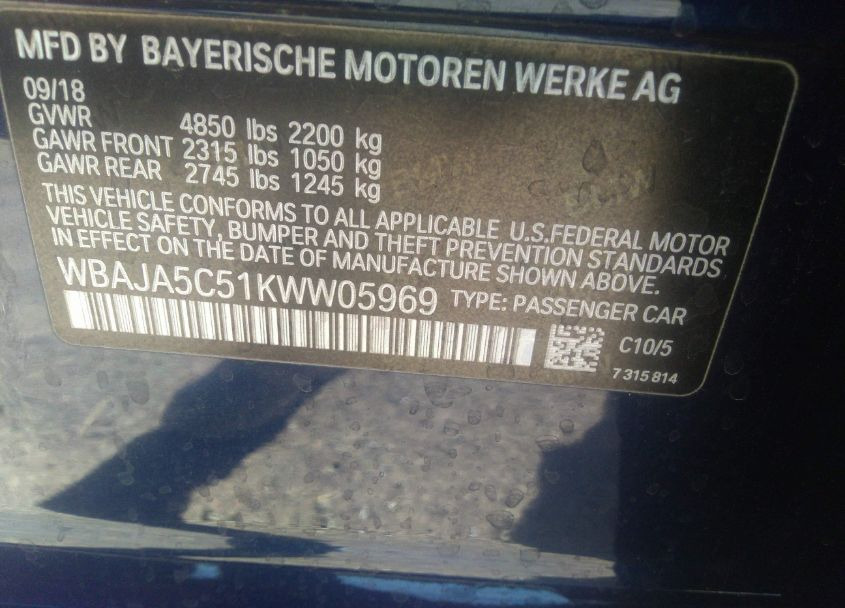 MFD BY BAYERISCHE MOTOREN WERKE AG
09/18
GVWR 4850 lbs 2200 kg
GAWR FRONT 2315 lbs 1050 kg
GAWR REAR 2745 lbs 1245 kg
THIS VEHICLE CONFORMS TO ALL APPLICABLE U.S.FEDERAL MOTOR
VEHICLE SAFETY, BUMPER AND THEFT PREVENTION STANDARDS
IN EFFECT ON THE DATE OF MANUFACTURE SHOWN ABOVE.
WBAJA5C51KWW05969 TYPE: PASSENGER CAR
C10/5
7 315 814